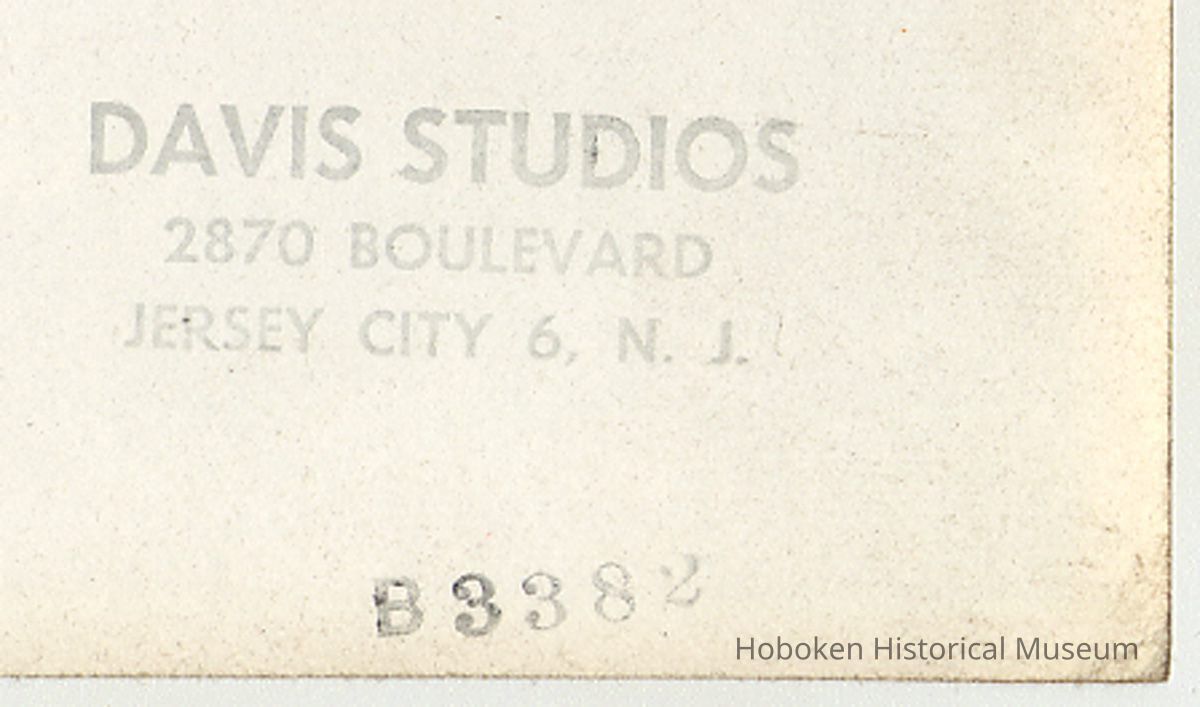 DAVIS STUDIOS
2870 BOULEVARD
JERSEY CITY 6, N. J.
B3382
Hoboken Historical Museum